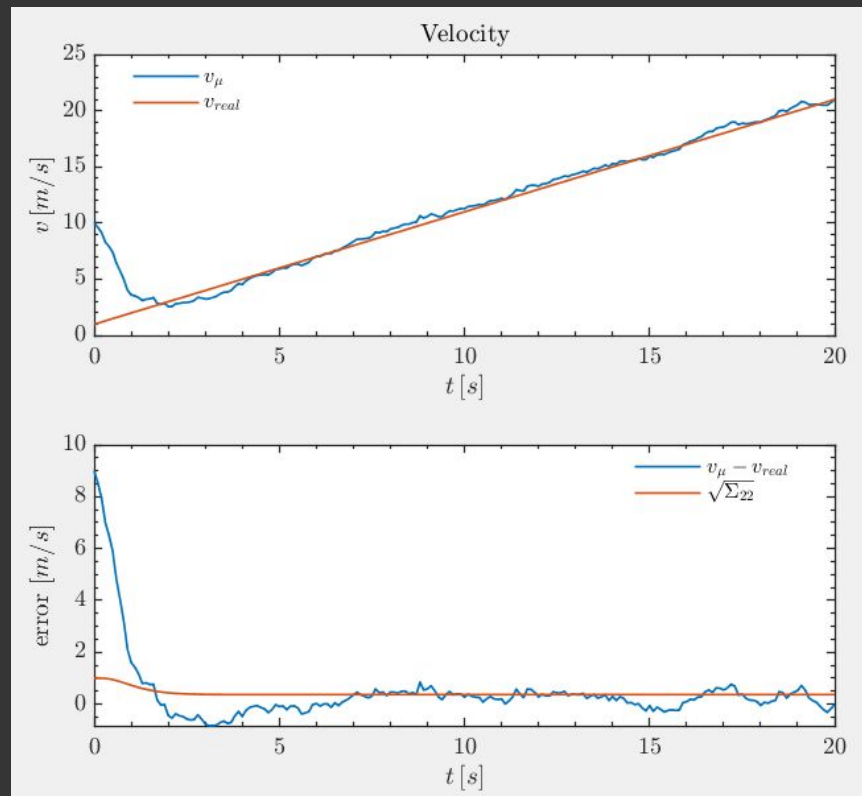 Velocity
25
20
15
10
5
0
v [m/s]
v_μ
v_real
0 5 10 15 20
t [s]
10
8
6
4
2
0
error [m/s]
v_μ − v_real
√Σ₂₂
0 5 10 15 20
t [s]